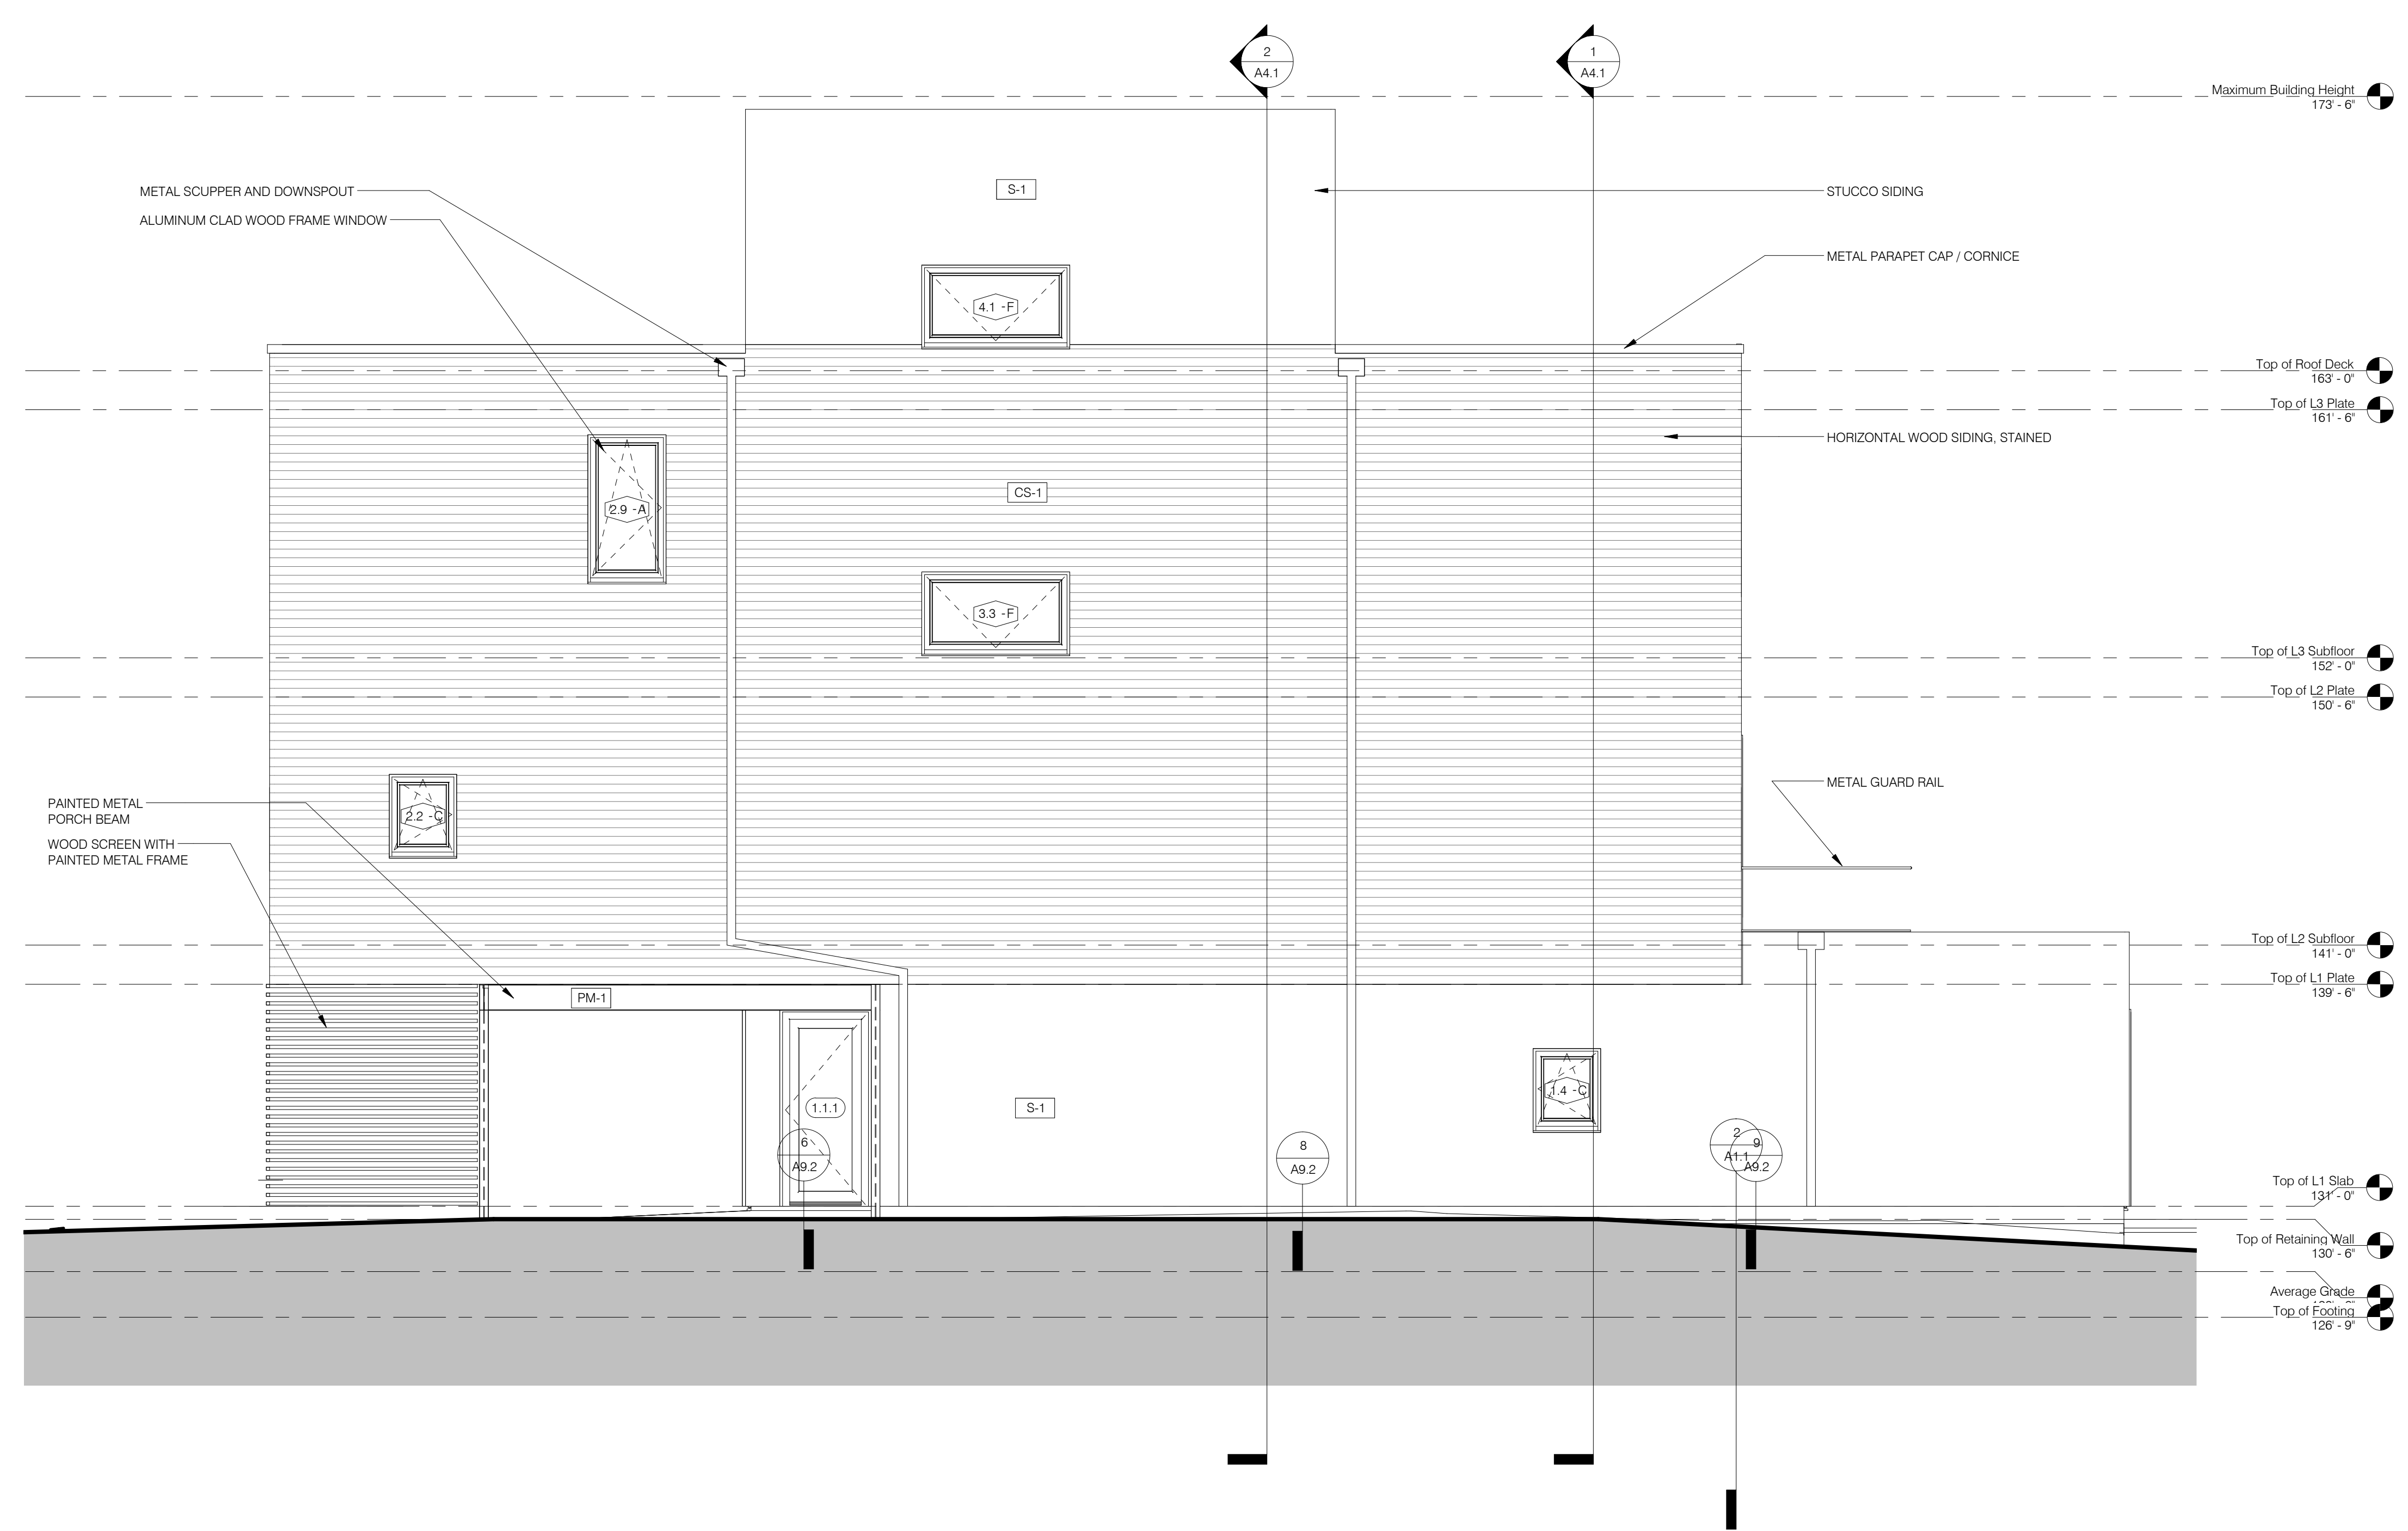 2
A4.1
1
A4.1
Maximum Building Height
173' - 6"
METAL SCUPPER AND DOWNSPOUT
S-1
STUCCO SIDING
ALUMINUM CLAD WOOD FRAME WINDOW
METAL PARAPET CAP / CORNICE
4.1 -F
Top of Roof Deck
163' - 0"
Top of L3 Plate
161' - 6"
HORIZONTAL WOOD SIDING, STAINED
CS-1
2.9 -A
3.3 -F
Top of L3 Subfloor
152' - 0"
Top of L2 Plate
150' - 6"
METAL GUARD RAIL
PAINTED METAL
PORCH BEAM
2.2 -C
WOOD SCREEN WITH
PAINTED METAL FRAME
Top of L2 Subfloor
141' - 0"
Top of L1 Plate
139' - 6"
PM-1
1.4 -C
1.1.1
S-1
6
A9.2
8
A9.2
2
A1.1
9
A9.2
Top of L1 Slab
131' - 0"
Top of Retaining Wall
130' - 6"
Average Grade
Top of Footing
126' - 9"